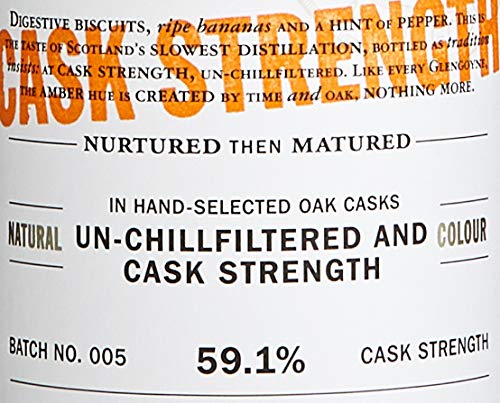 CASK STRENGTH
DIGESTIVE BISCUITS, ripe bananas AND A HINT OF PEPPER. THIS IS
THE TASTE OF SCOTLAND'S SLOWEST DISTILLATION, BOTTLED AS tradition
insists: AT CASK STRENGTH, UN-CHILLFILTERED. LIKE EVERY GLENGOYNE,
THE AMBER HUE IS CREATED BY TIME and OAK, NOTHING MORE.
NURTURED THEN MATURED
IN HAND-SELECTED OAK CASKS
NATURAL UN-CHILLFILTERED AND COLOUR
CASK STRENGTH
BATCH NO. 005 59.1% CASK STRENGTH